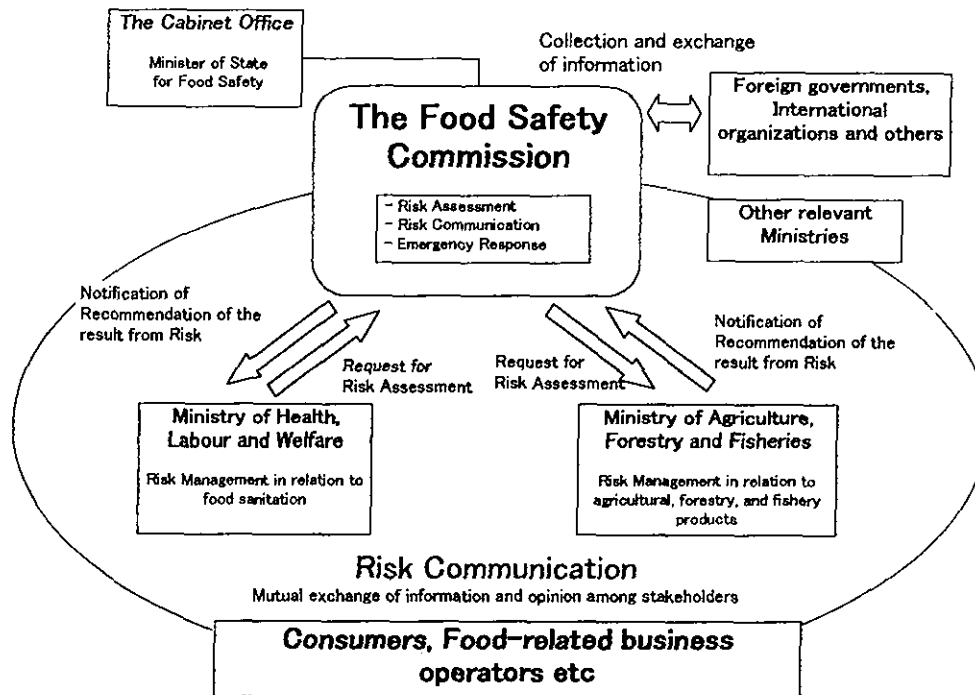 The Cabinet Office
Minister of State
for Food Safety
Collection and exchange
of information
Foreign governments,
International
organizations and others
The Food Safety
Commission
- Risk Assessment
- Risk Communication
- Emergency Response
Other relevant
Ministries
Notification of
Recommendation of the
result from Risk
Request for
Risk Assessment
Request for
Risk Assessment
Notification of
Recommendation of the
result from Risk
Ministry of Health,
Labour and Welfare
Risk Management in relation to
food sanitation
Ministry of Agriculture,
Forestry and Fisheries
Risk Management in relation to
agricultural, forestry, and fishery
products
Risk Communication
Mutual exchange of information and opinion among stakeholders
Consumers, Food-related business
operators etc